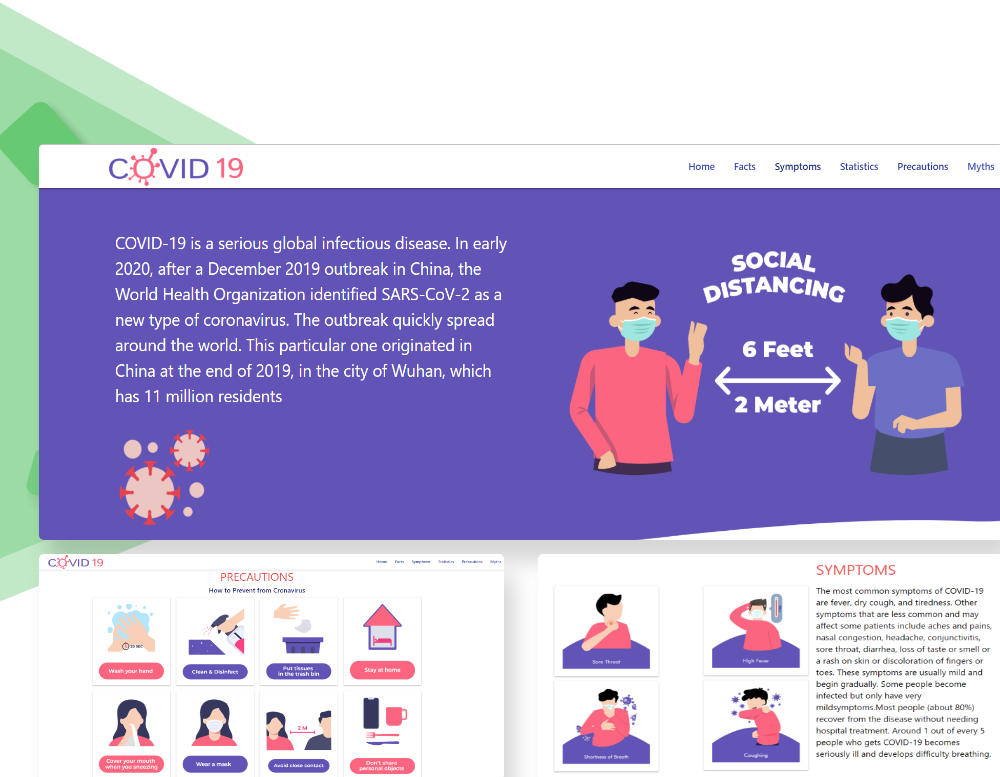 COVID 19
Home Facts Symptoms Statistics Precautions Myths
COVID-19 is a serious global infectious disease. In early
2020, after a December 2019 outbreak in China, the
World Health Organization identified SARS-CoV-2 as a
new type of coronavirus. The outbreak quickly spread
around the world. This particular one originated in
China at the end of 2019, in the city of Wuhan, which
has 11 million residents
SOCIAL
DISTANCING
6 Feet
2 Meter
COVID 19
Home Facts Symptoms Statistics Precautions Myths
PRECAUTIONS
How to Prevent from Cronavirus
20 SEC
Wash your hand
Clean & Disinfect
Put tissues
in the trash bin
Stay at home
2 M
Cover your mouth
when you sneezing
Wear a mask
Avoid close contact
Don't share
personal objects
SYMPTOMS
Sore Throat
High Fever
Shortness of Breath
Caughing
The most common symptoms of COVID-19
are fever, dry cough, and tiredness. Other
symptoms that are less common and may
affect some patients include aches and pains,
nasal congestion, headache, conjunctivitis,
sore throat, diarrhea, loss of taste or smell or
a rash on skin or discoloration of fingers or
toes. These symptoms are usually mild and
begin gradually. Some people become
infected but only have very
mildsymptoms.Most people (about 80%)
recover from the disease without needing
hospital treatment. Around 1 out of every 5
people who gets COVID-19 becomes
seriously ill and develops difficulty breathing.